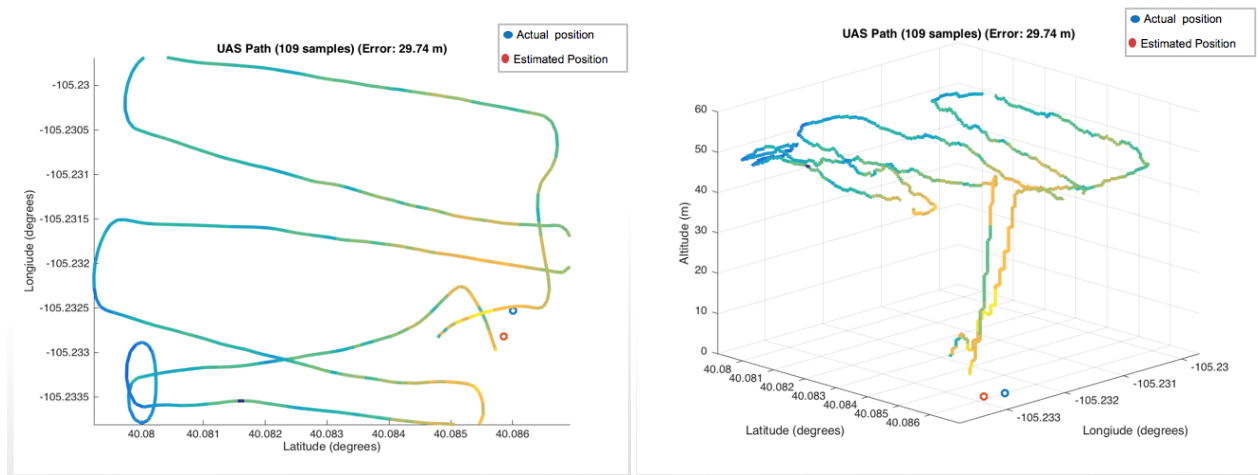 Actual position
Estimated Position
UAS Path (109 samples) (Error: 29.74 m)
-105.23
-105.2305
-105.231
-105.2315
-105.232
-105.2325
-105.233
-105.2335
Longiude (degrees)
40.08 40.081 40.082 40.083 40.084 40.085 40.086
Latitude (degrees)
Actual position
Estimated Position
UAS Path (109 samples) (Error: 29.74 m)
60
50
40
30
20
10
0
Altitude (m)
40.08
40.081
40.082
40.083
40.084
40.085
40.086
Latitude (degrees)
-105.23
-105.231
-105.232
-105.233
Longiude (degrees)